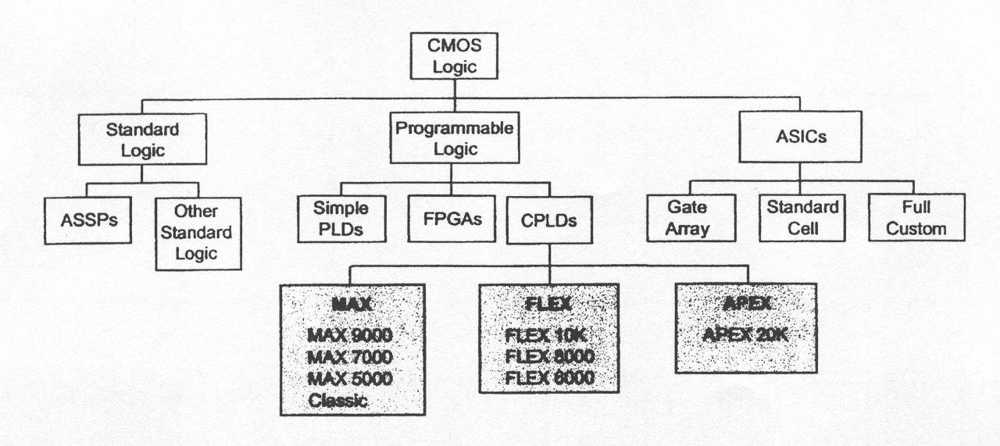 CMOS
Logic
Standard
Logic
Programmable
Logic
ASICs
ASSPs
Other
Standard
Logic
Simple
PLDs
FPGAs
CPLDs
Gate
Array
Standard
Cell
Full
Custom
MAX
MAX 9000
MAX 7000
MAX 5000
Classic
FLEX
FLEX 10K
FLEX 8000
FLEX 6000
APEX
APEX 20K